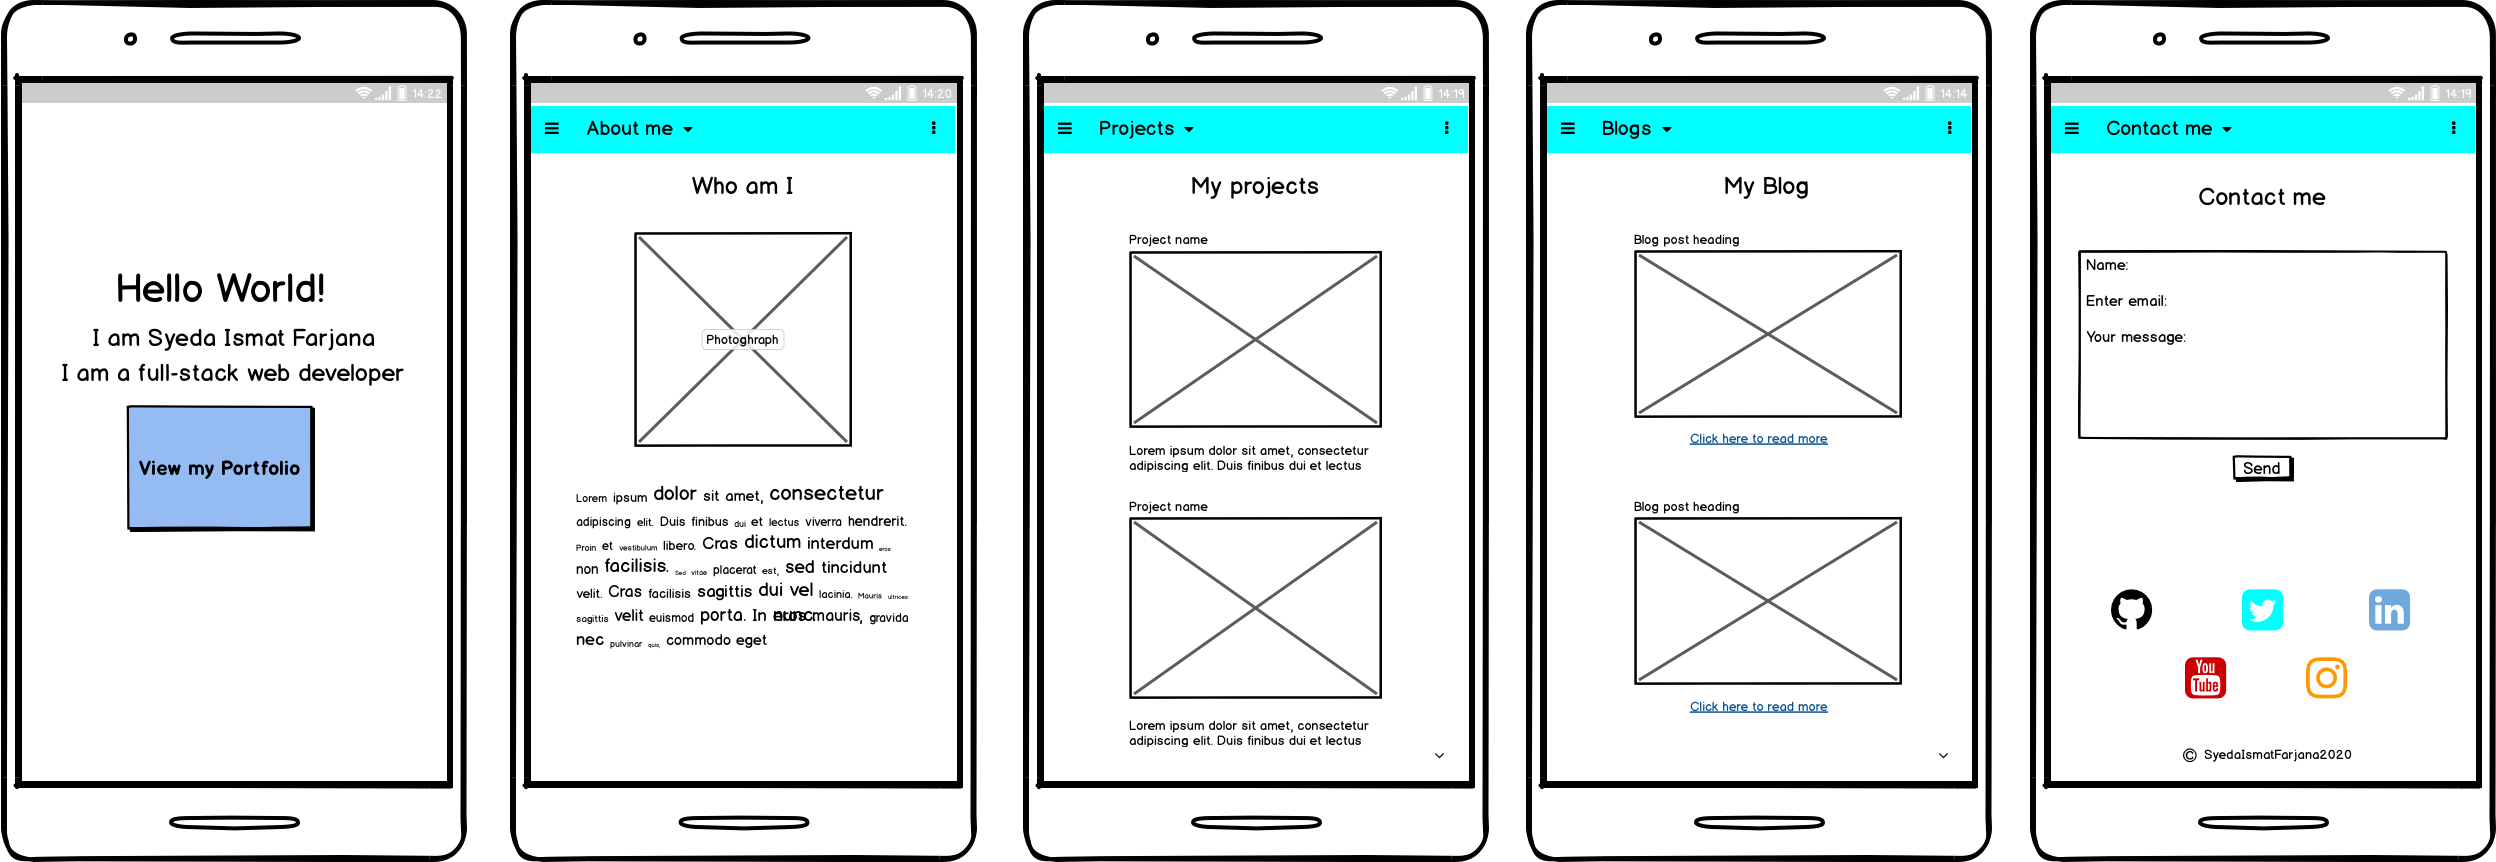 14:22
Hello World!
I am Syeda Ismat Farjana
I am a full-stack web developer
View my Portfolio
14:20
About me
Who am I
Photoghraph
Lorem ipsum dolor sit amet, consectetur
adipiscing elit. Duis finibus dui et lectus viverra hendrerit.
Proin et vestibulum libero. Cras dictum interdum eros
non facilisis. Sed vitae placerat est, sed tincidunt
velit. Cras facilisis sagittis dui vel lacinia. Mauris ultrices
sagittis velit euismod porta. In nunc mauris, gravida
nec pulvinar quis, commodo eget
14:19
Projects
My projects
Project name
Lorem ipsum dolor sit amet, consectetur
adipiscing elit. Duis finibus dui et lectus
Project name
Lorem ipsum dolor sit amet, consectetur
adipiscing elit. Duis finibus dui et lectus
14:14
Blogs
My Blog
Blog post heading
Click here to read more
Blog post heading
Click here to read more
14:19
Contact me
Contact me
Name:
Enter email:
Your message:
Send
in
You
Tube
© SyedaIsmatFarjana2020